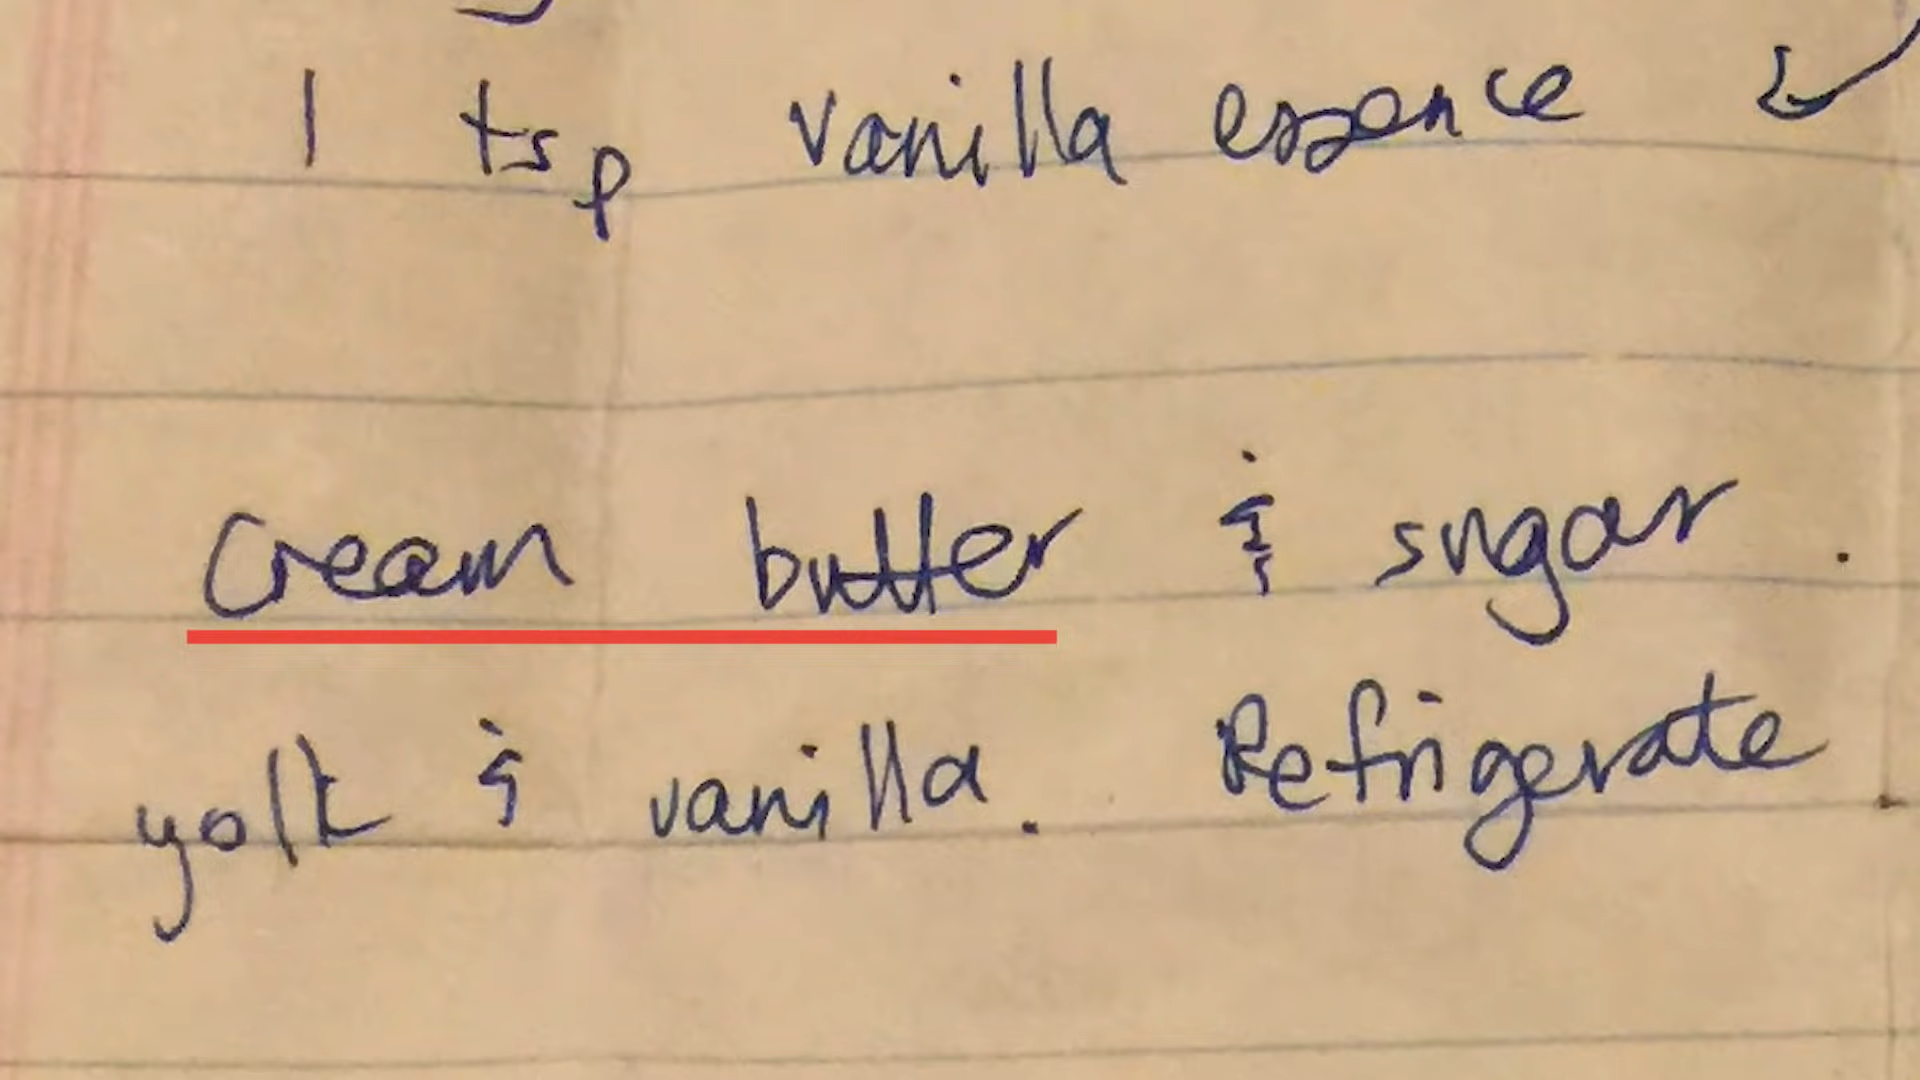 1 tsp vanilla essence
Cream butter & sugar.
yolk & vanilla. Refrigerate